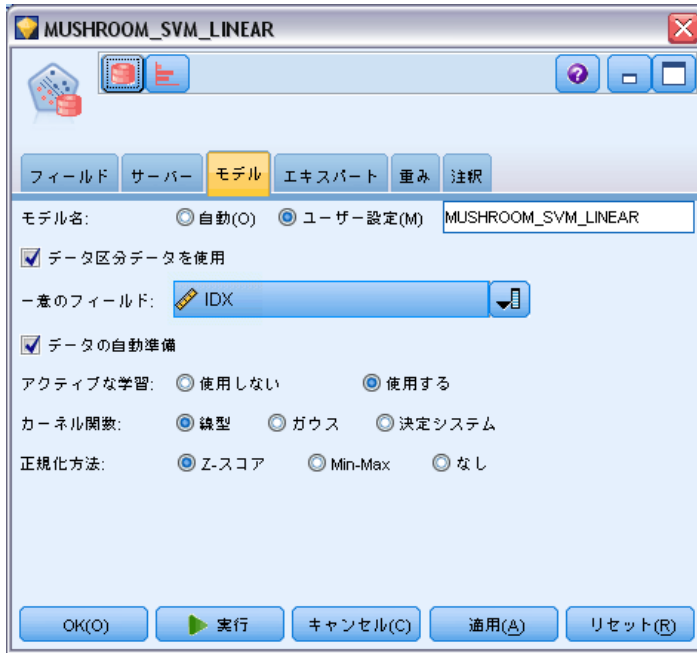 MUSHROOM_SVM_LINEAR
フィールド サーバー モデル エキスパート 重み 注釈
モデル名: 自動(O) ユーザー設定(M) MUSHROOM_SVM_LINEAR
データ区分データを使用
一意のフィールド: IDX
データの自動準備
アクティブな学習: 使用しない 使用する
カーネル関数: 線型 ガウス 決定システム
正規化方法: Z-スコア Min-Max なし
OK(O) 実行 キャンセル(C) 適用(A) リセット(R)